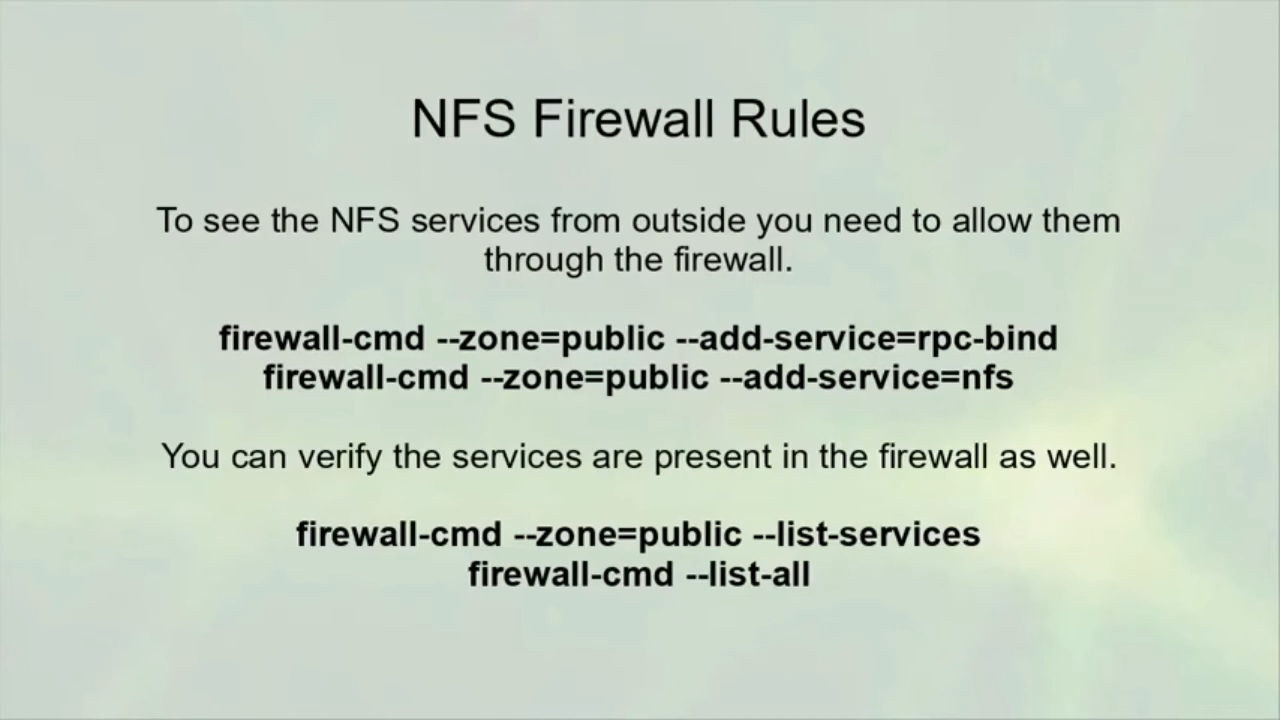 NFS Firewall Rules
To see the NFS services from outside you need to allow them
through the firewall.
firewall-cmd --zone=public --add-service=rpc-bind
firewall-cmd --zone=public --add-service=nfs
You can verify the services are present in the firewall as well.
firewall-cmd --zone=public --list-services
firewall-cmd --list-all